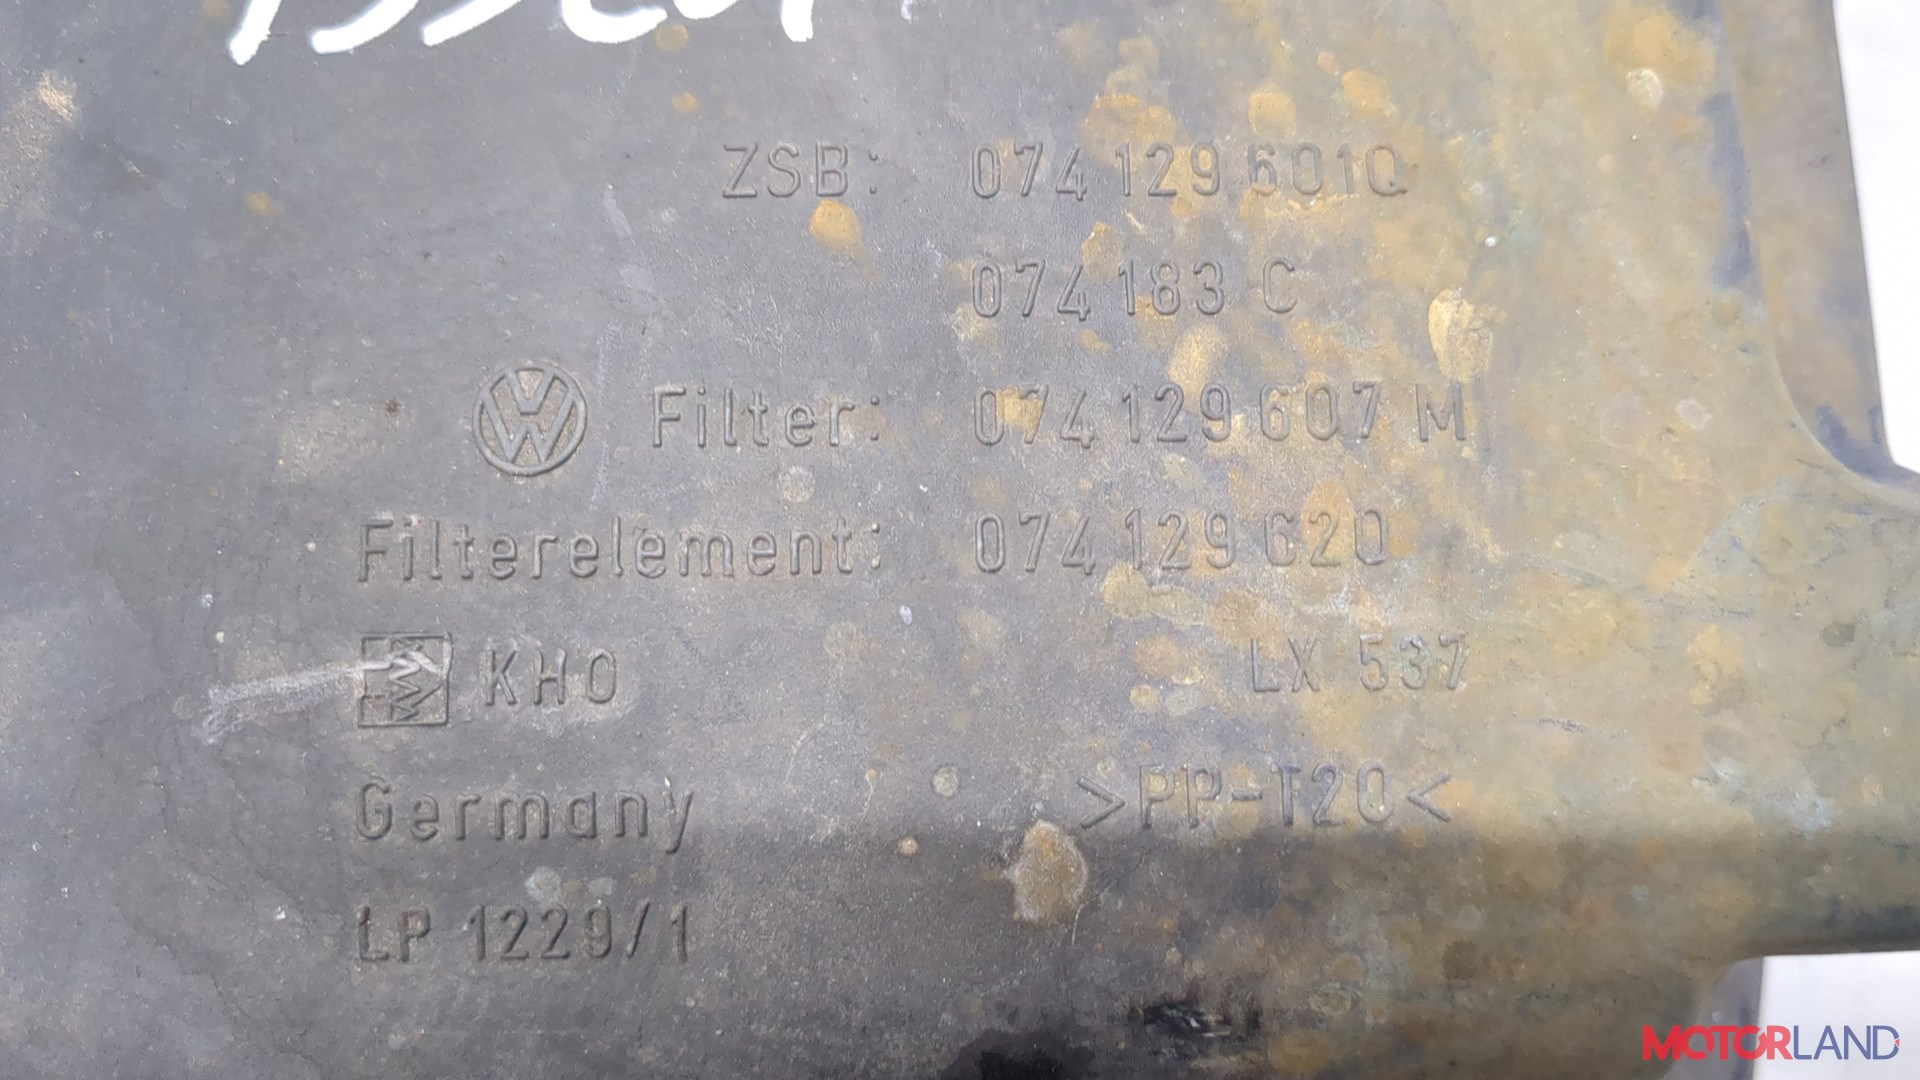 ZSB: 074 129 601Q
074 183 C
Filter: 074 129 607 M
Filterelement: 074 129 620
KHO LX 537
Germany >PP-T20<
LP 1229/1
MOTORLAND